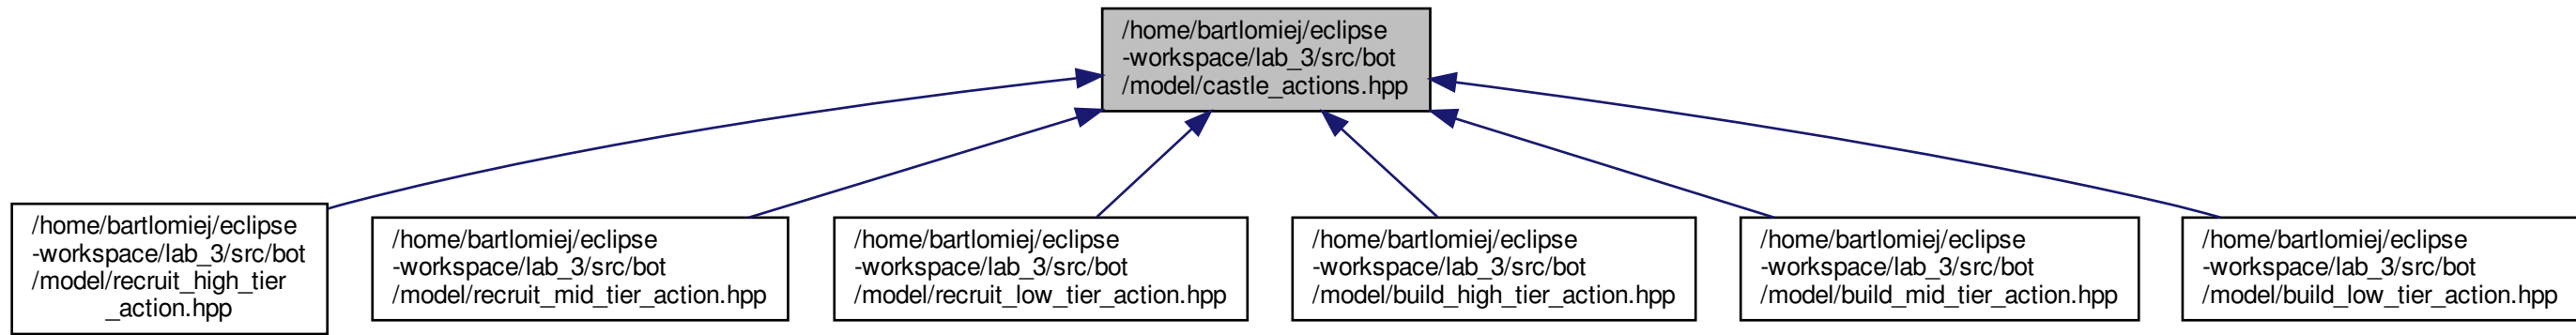 /home/bartlomiej/eclipse
-workspace/lab_3/src/bot
/model/castle_actions.hpp
/home/bartlomiej/eclipse
-workspace/lab_3/src/bot
/model/recruit_high_tier
_action.hpp
/home/bartlomiej/eclipse
-workspace/lab_3/src/bot
/model/recruit_mid_tier_action.hpp
/home/bartlomiej/eclipse
-workspace/lab_3/src/bot
/model/recruit_low_tier_action.hpp
/home/bartlomiej/eclipse
-workspace/lab_3/src/bot
/model/build_high_tier_action.hpp
/home/bartlomiej/eclipse
-workspace/lab_3/src/bot
/model/build_mid_tier_action.hpp
/home/bartlomiej/eclipse
-workspace/lab_3/src/bot
/model/build_low_tier_action.hpp